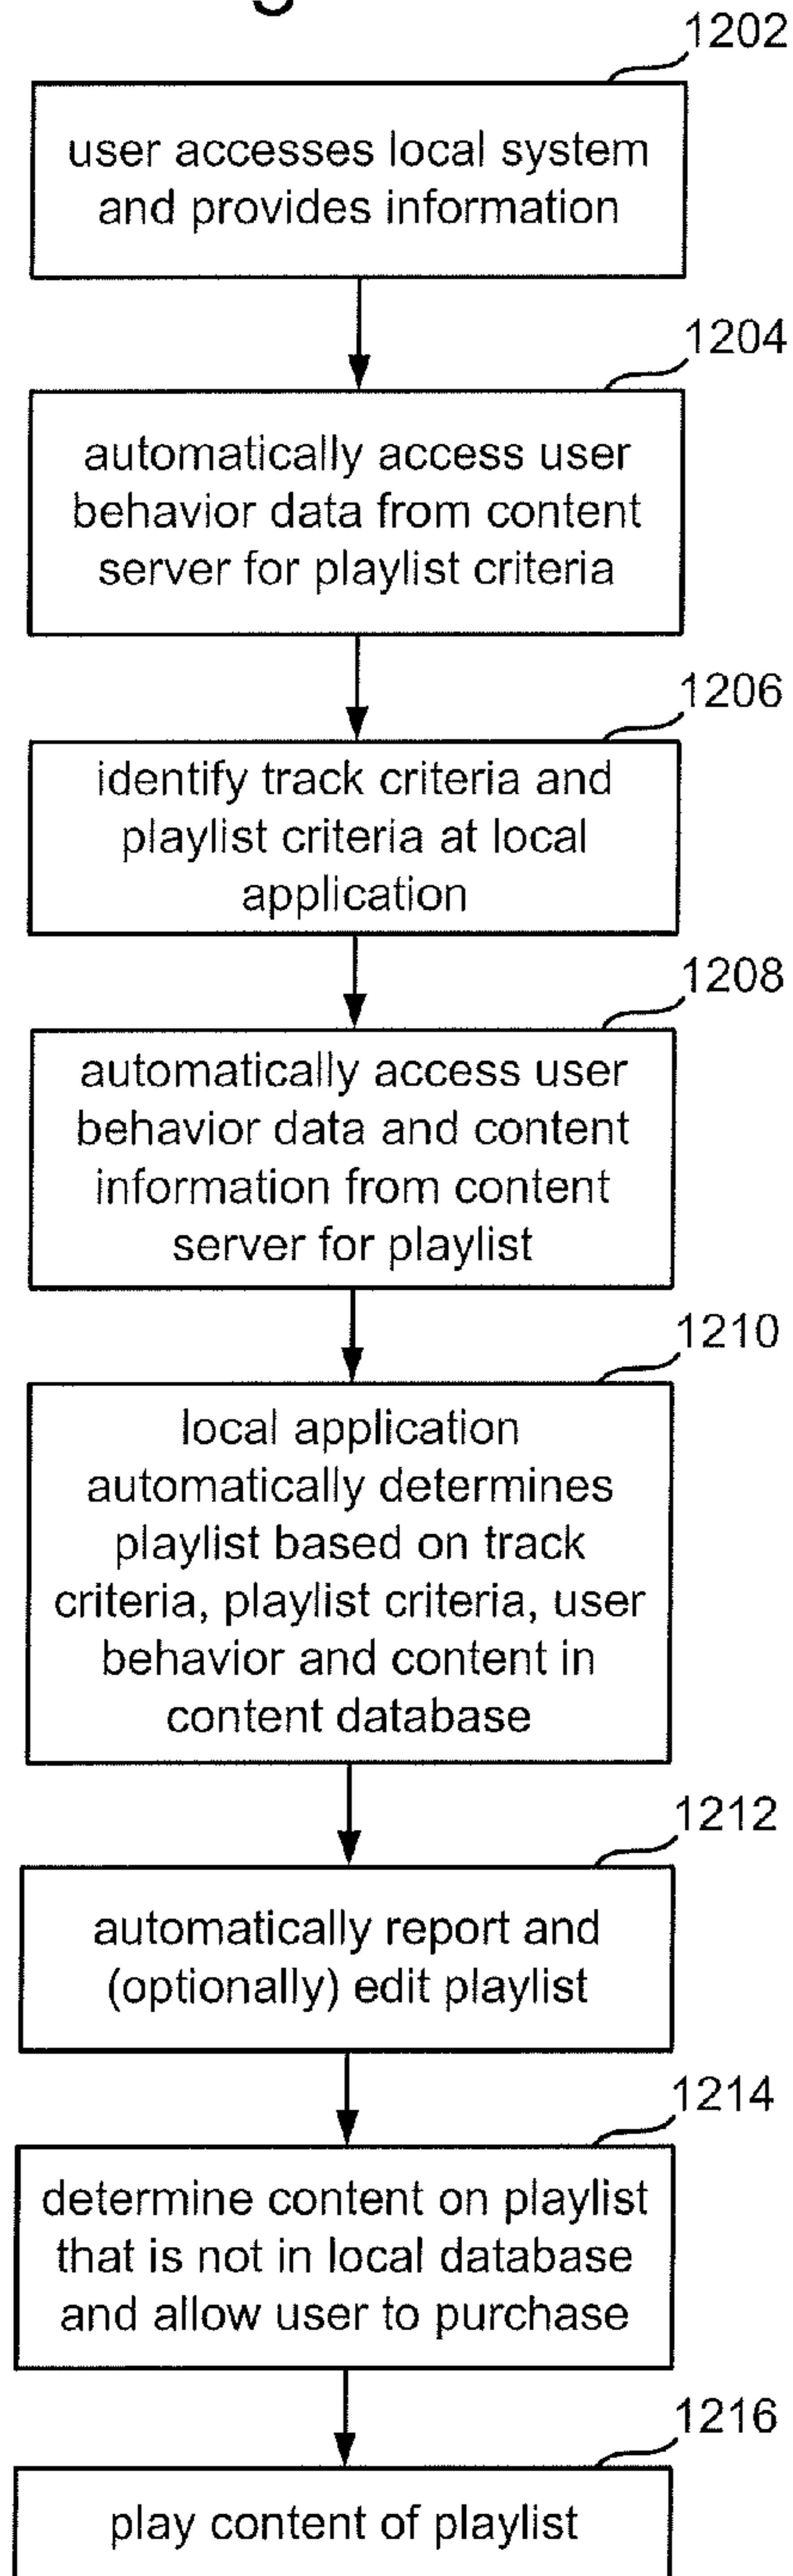 1202
user accesses local system
and provides information
1204
automatically access user
behavior data from content
server for playlist criteria
1206
identify track criteria and
playlist criteria at local
application
1208
automatically access user
behavior data and content
information from content
server for playlist
1210
local application
automatically determines
playlist based on track
criteria, playlist criteria, user
behavior and content in
content database
1212
automatically report and
(optionally) edit playlist
1214
determine content on playlist
that is not in local database
and allow user to purchase
1216
play content of playlist